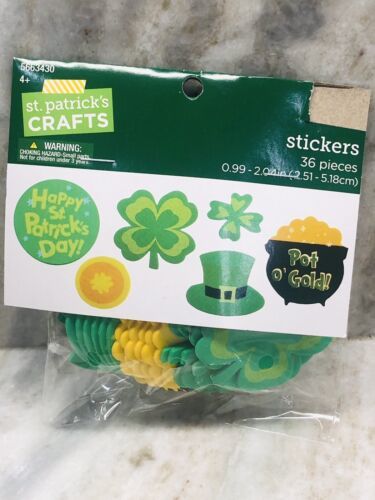 5663430
4+
st. patrick's
CRAFTS
WARNING:
CHOKING HAZARD-Small parts.
Not for children under 3 years.
stickers
36 pieces
0.99 - 2.04in (2.51 - 5.18cm)
Happy
St
Patrick's
Day!
Pot
o' Gold!